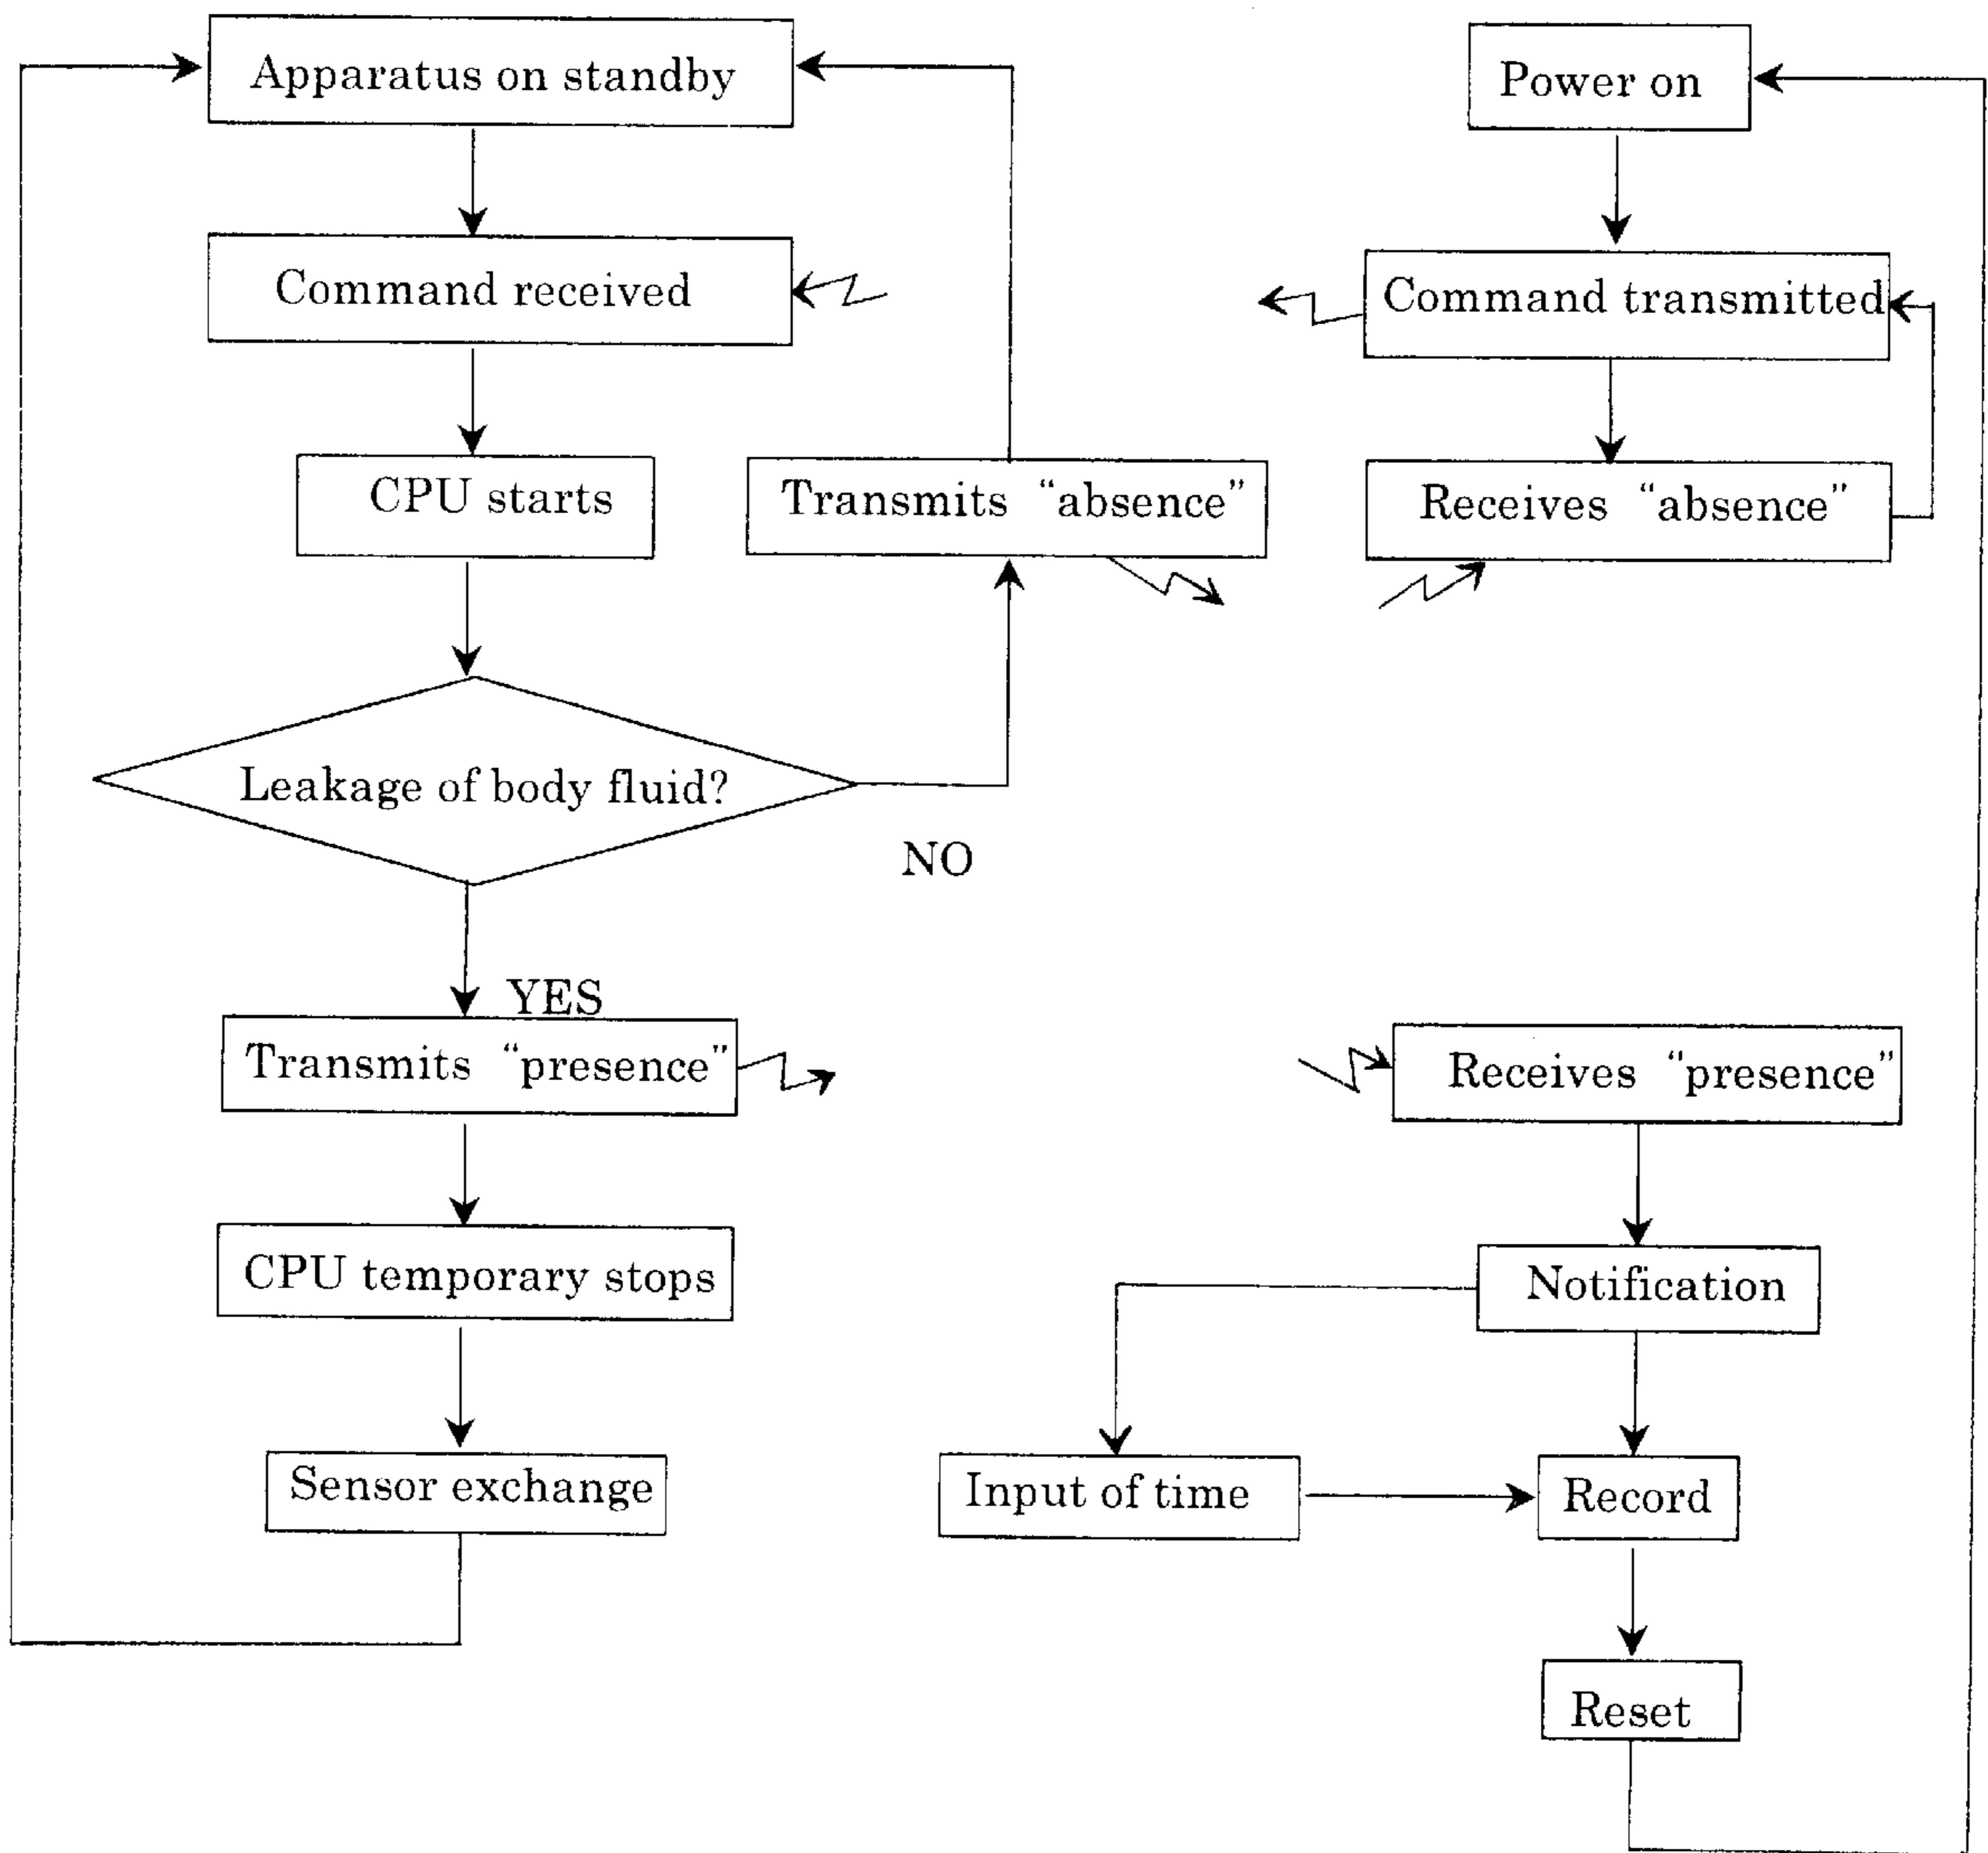 Apparatus on standby
Power on
Command received
Command transmitted
CPU starts
Transmits “absence”
Receives “absence”
Leakage of body fluid?
NO
YES
Transmits “presence”
Receives “presence”
CPU temporary stops
Notification
Sensor exchange
Input of time
Record
Reset